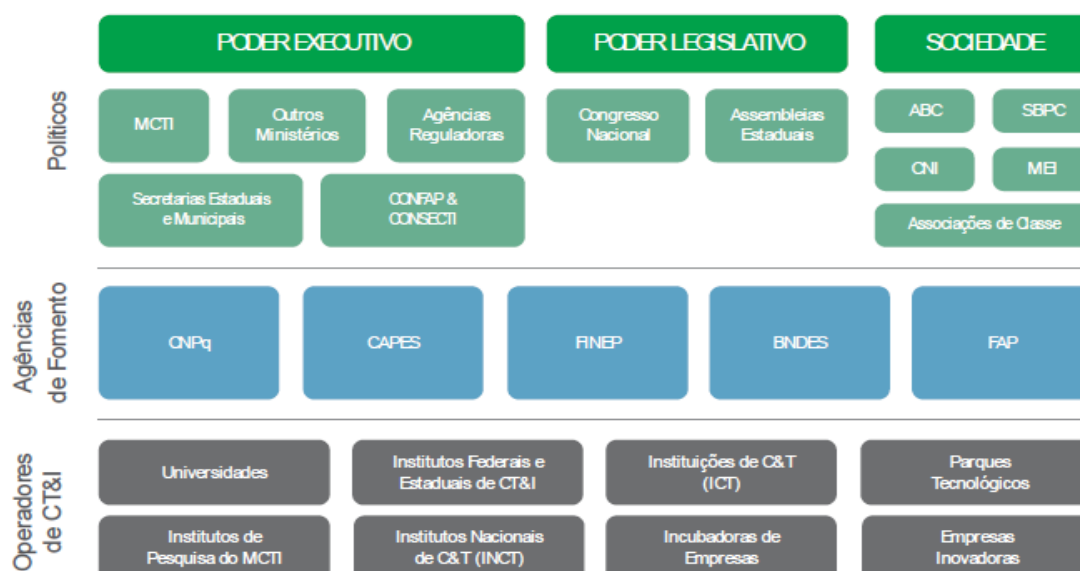 PODER EXECUTIVO
PODER LEGISLATIVO
SOCIEDADE
Políticos
MCTI
Outros
Ministérios
Agências
Reguladoras
Congresso
Nacional
Assembleias
Estaduais
ABC
SBPC
CNI
MEI
Secretarias Estaduais
e Municipais
CONFAP &
CONSECTI
Associações de Classe
Agências
de Fomento
CNPq
CAPES
FINEP
BNDES
FAP
Operadores
de CT&I
Universidades
Institutos Federais e
Estaduais de CT&I
Instituições de C&T
(ICT)
Parques
Tecnológicos
Institutos de
Pesquisa do MCTI
Institutos Nacionais
de C&T (INCT)
Incubadoras de
Empresas
Empresas
Inovadoras